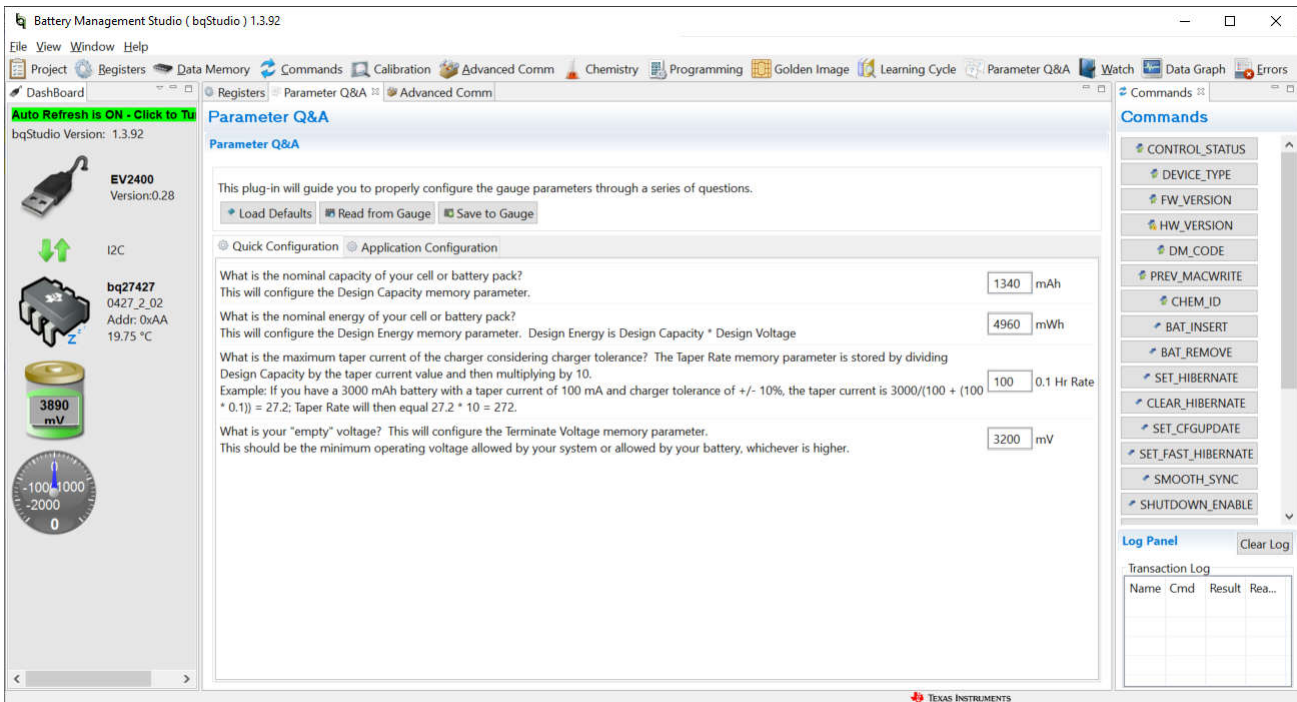 Battery Management Studio ( bqStudio ) 1.3.92
File View Window Help
Project Registers Data Memory Commands Calibration Advanced Comm Chemistry Programming Golden Image Learning Cycle Parameter Q&A Watch Data Graph Errors
DashBoard
Auto Refresh is ON - Click to Tu
bqStudio Version: 1.3.92
EV2400
Version:0.28
I2C
bq27427
0427_2_02
Addr: 0xAA
19.75 °C
z
3890
mV
0
-100 1000
-2000
0
Registers Parameter Q&A Advanced Comm
Parameter Q&A
Parameter Q&A
This plug-in will guide you to properly configure the gauge parameters through a series of questions.
Load Defaults Read from Gauge Save to Gauge
Quick Configuration Application Configuration
What is the nominal capacity of your cell or battery pack?
This will configure the Design Capacity memory parameter.
1340 mAh
What is the nominal energy of your cell or battery pack?
This will configure the Design Energy memory parameter. Design Energy is Design Capacity * Design Voltage
4960 mWh
What is the maximum taper current of the charger considering charger tolerance? The Taper Rate memory parameter is stored by dividing
Design Capacity by the taper current value and then multiplying by 10.
Example: If you have a 3000 mAh battery with a taper current of 100 mA and charger tolerance of +/- 10%, the taper current is 3000/(100 + (100
* 0.1)) = 27.2; Taper Rate will then equal 27.2 * 10 = 272.
100 0.1 Hr Rate
What is your "empty" voltage? This will configure the Terminate Voltage memory parameter.
This should be the minimum operating voltage allowed by your system or allowed by your battery, whichever is higher.
3200 mV
Commands
Commands
CONTROL_STATUS
DEVICE_TYPE
FW_VERSION
HW_VERSION
DM_CODE
PREV_MACWRITE
CHEM_ID
BAT_INSERT
BAT_REMOVE
SET_HIBERNATE
CLEAR_HIBERNATE
SET_CFGUPDATE
SET_FAST_HIBERNATE
SMOOTH_SYNC
SHUTDOWN_ENABLE
Log Panel
Clear Log
Transaction Log
Name Cmd Result Rea...
TEXAS INSTRUMENTS